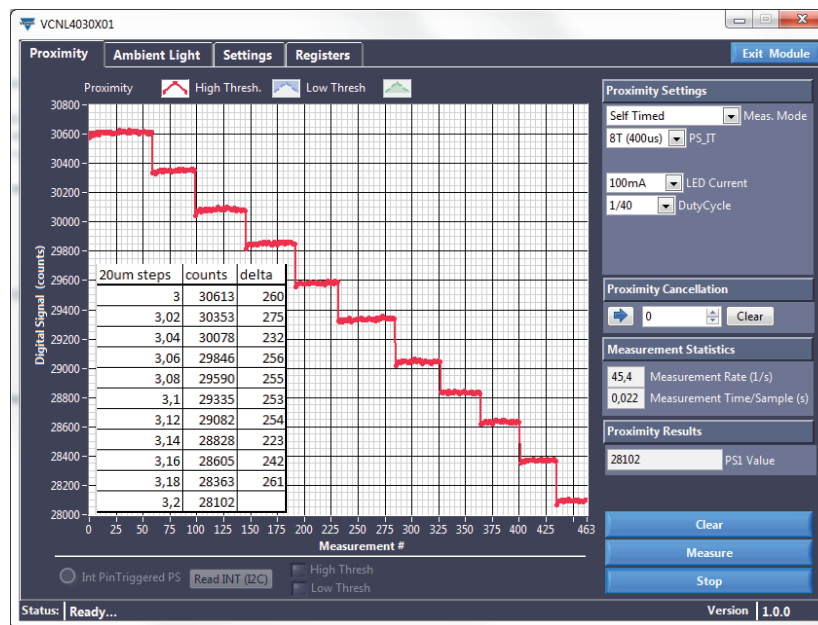 VCNL4030X01
Proximity Ambient Light Settings Registers Exit Module
Proximity High Thresh. Low Thresh
30800
30600
30400
30200
30000
29800
29600
29400
29200
29000
28800
28600
28400
28200
28000
Digital Signal (counts)
20um steps counts delta
3 30613 260
3,02 30353 275
3,04 30078 232
3,06 29846 256
3,08 29590 255
3,1 29335 253
3,12 29082 254
3,14 28828 223
3,16 28605 242
3,18 28363 261
3,2 28102
0 25 50 75 100 125 150 175 200 225 250 275 300 325 350 375 400 425 463
Measurement #
Int PinTriggered PS Read INT (I2C) High Thresh
Low Thresh
Proximity Settings
Self Timed Meas. Mode
8T (400us) PS_IT
100mA LED Current
1/40 DutyCycle
Proximity Cancellation
0 Clear
Measurement Statistics
45,4 Measurement Rate (1/s)
0,022 Measurement Time/Sample (s)
Proximity Results
28102 PS1 Value
Clear
Measure
Stop
Status: Ready... Version 1.0.0